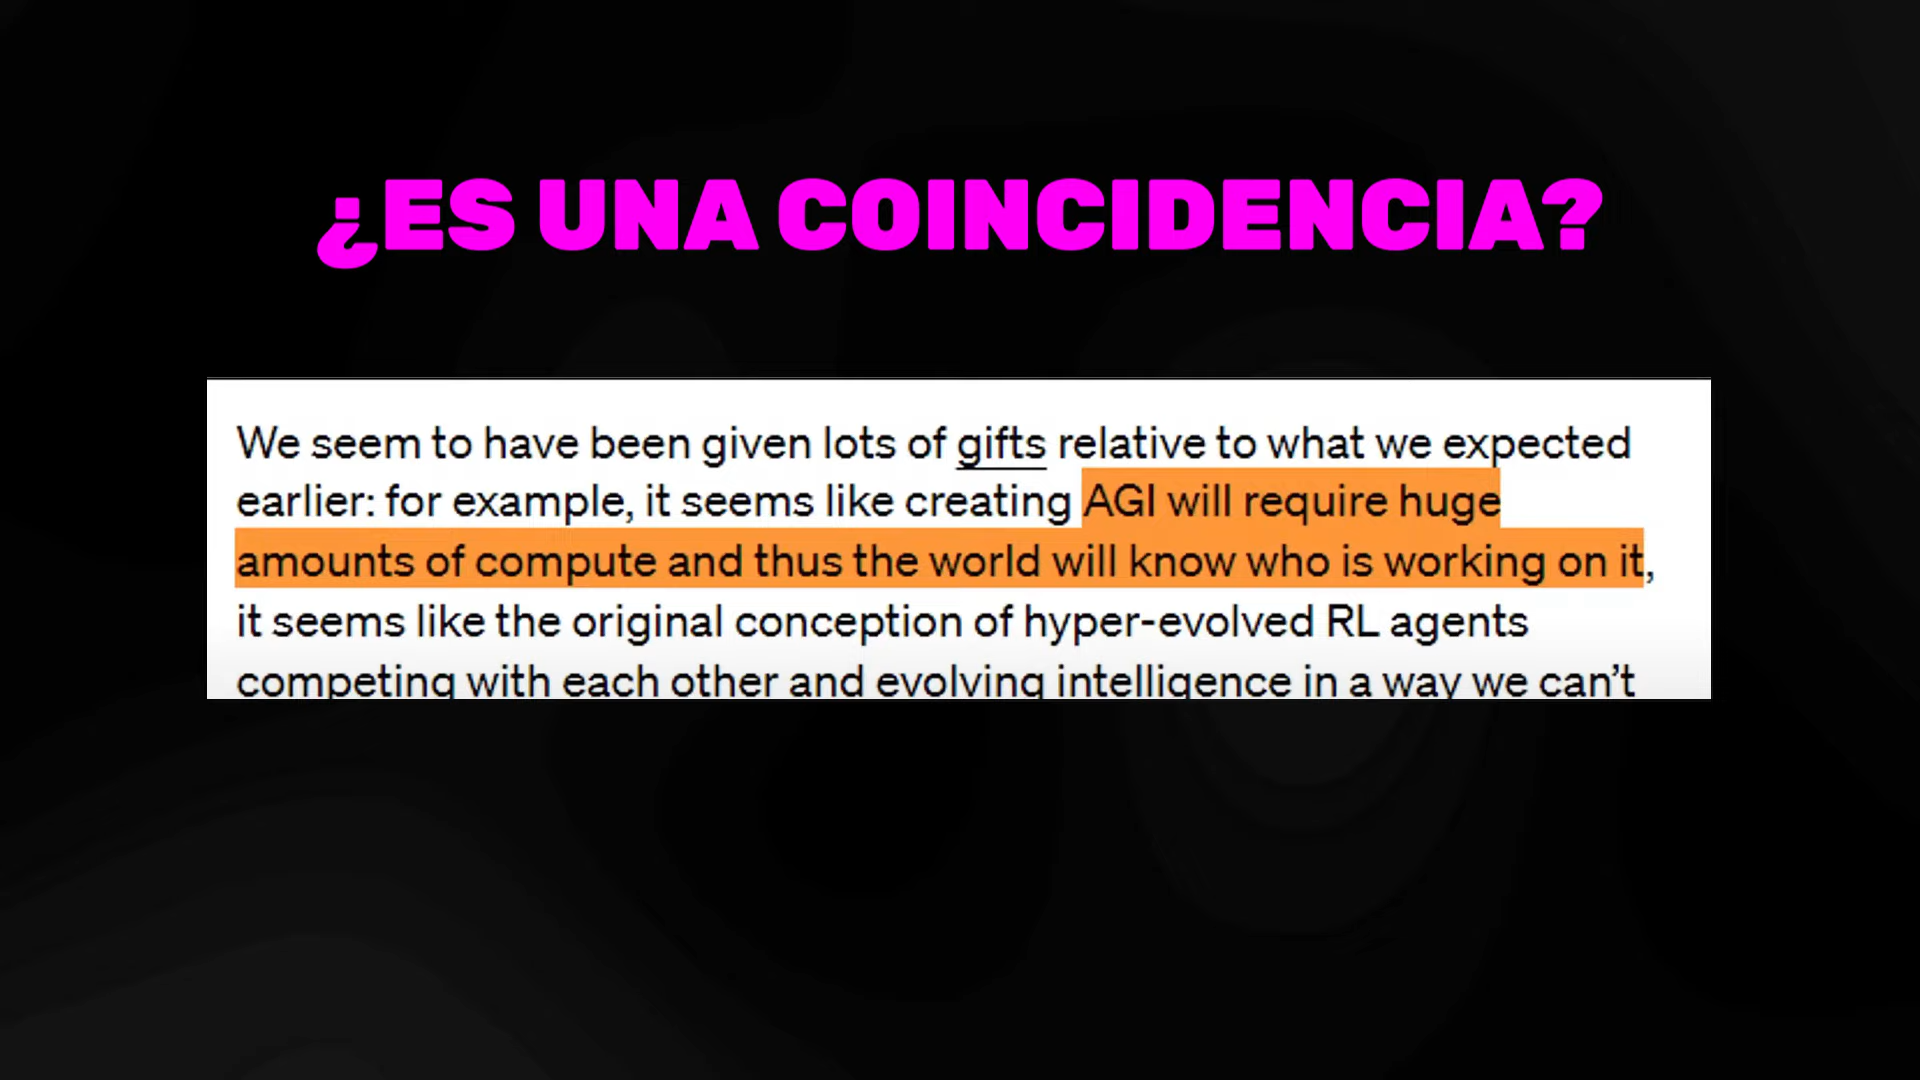 ¿ES UNA COINCIDENCIA?
We seem to have been given lots of gifts relative to what we expected
earlier: for example, it seems like creating AGI will require huge
amounts of compute and thus the world will know who is working on it,
it seems like the original conception of hyper-evolved RL agents
competing with each other and evolving intelligence in a way we can’t